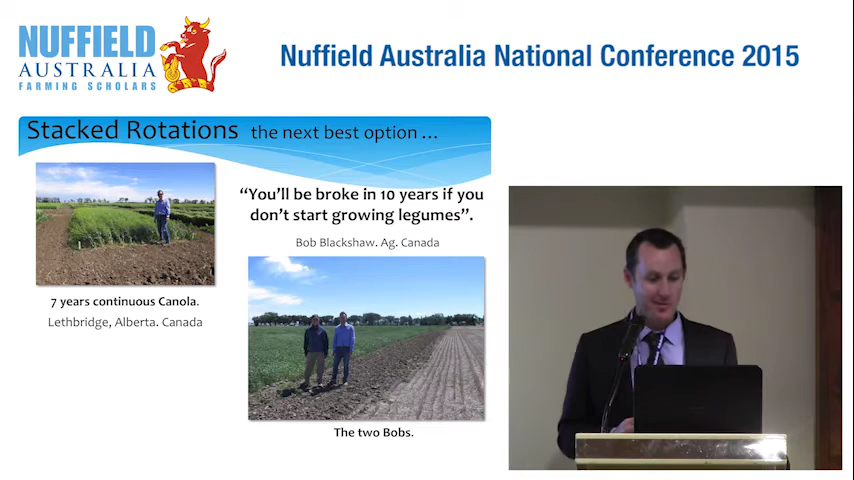 NUFFIELD
AUSTRALIA
FARMING SCHOLARS
Nuffield Australia National Conference 2015
Stacked Rotations the next best option ...
“You’ll be broke in 10 years if you
don’t start growing legumes”.
Bob Blackshaw. Ag. Canada
7 years continuous Canola.
Lethbridge, Alberta. Canada
The two Bobs.